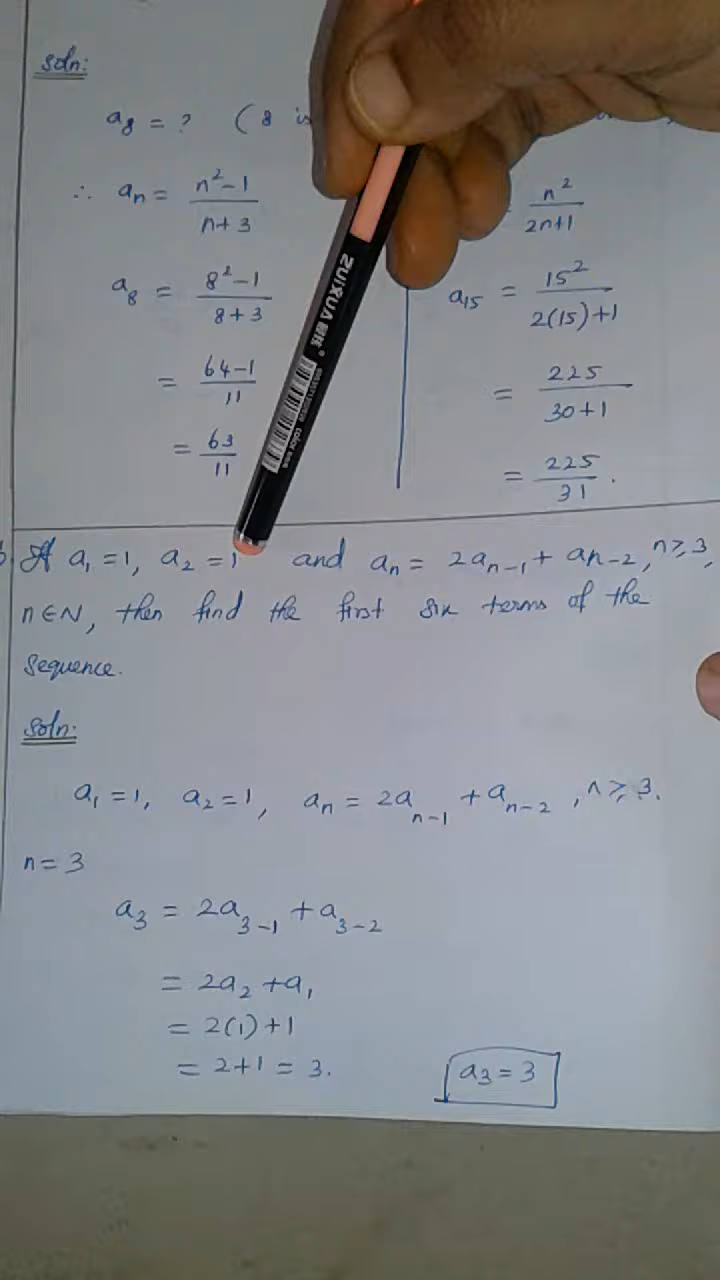 Soln:
a8 = ? (8 is
∴ an = n²-1 / n+3
n² / 2n+1
a8 = 8²-1 / 8+3
a15 = 15² / 2(15)+1
= 64-1 / 11
= 225 / 30+1
= 63 / 11
= 225 / 31 .
ZUIXUA
If a1 = 1, a2 = 1 and an = 2an-1 + an-2, n ≥ 3,
n ∈ N, then find the first six terms of the
sequence.
Soln:
a1 = 1, a2 = 1, an = 2an-1 + an-2, n ≥ 3.
n = 3
a3 = 2a3-1 + a3-2
= 2a2 + a1
= 2(1) + 1
= 2+1 = 3.
a3 = 3